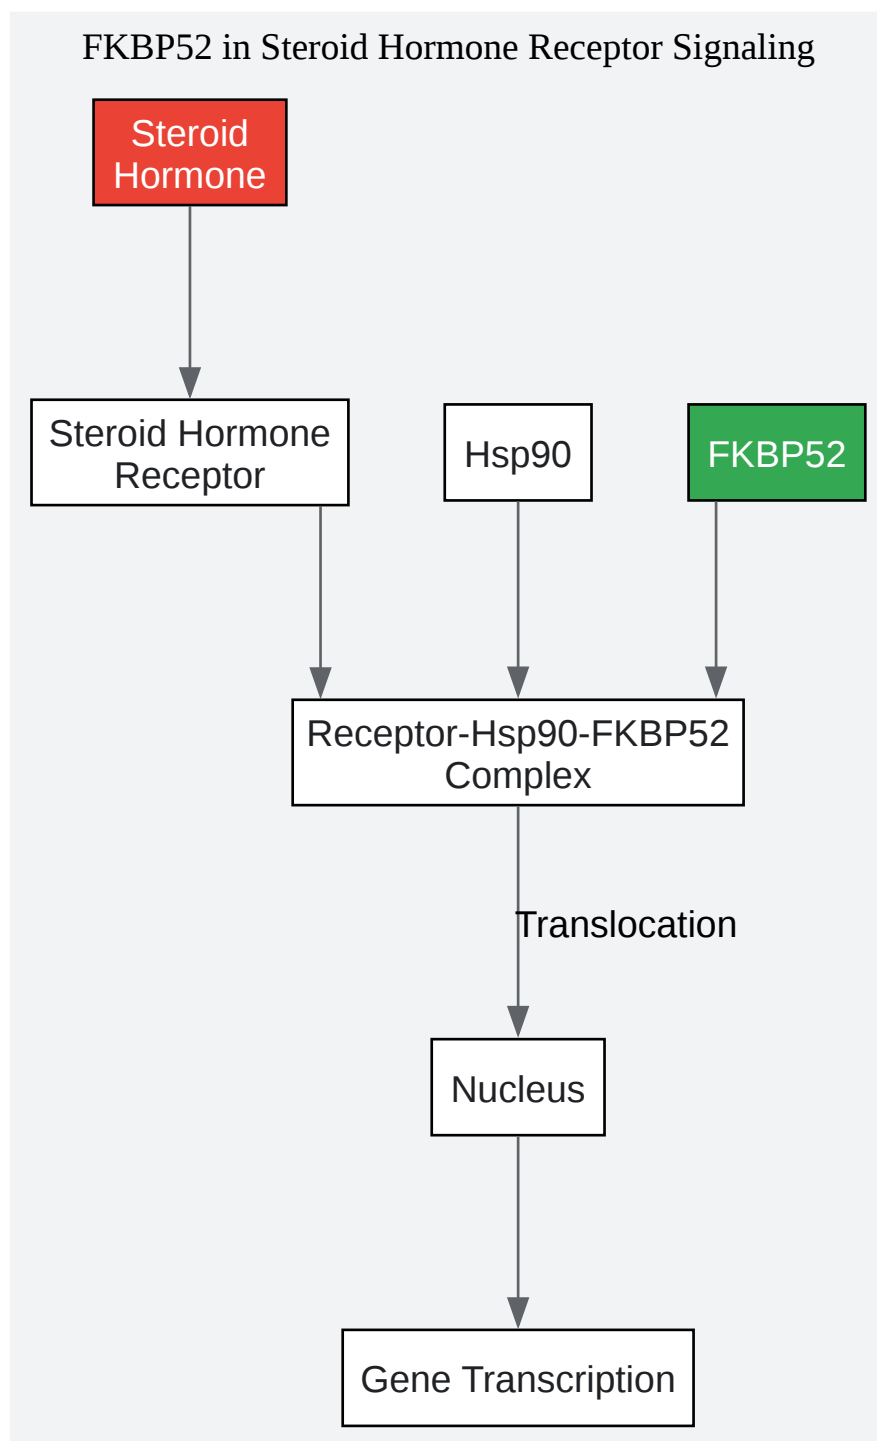 FKBP52 in Steroid Hormone Receptor Signaling
Steroid
Hormone
Steroid Hormone
Receptor
Hsp90
FKBP52
Receptor-Hsp90-FKBP52
Complex
Translocation
Nucleus
Gene Transcription